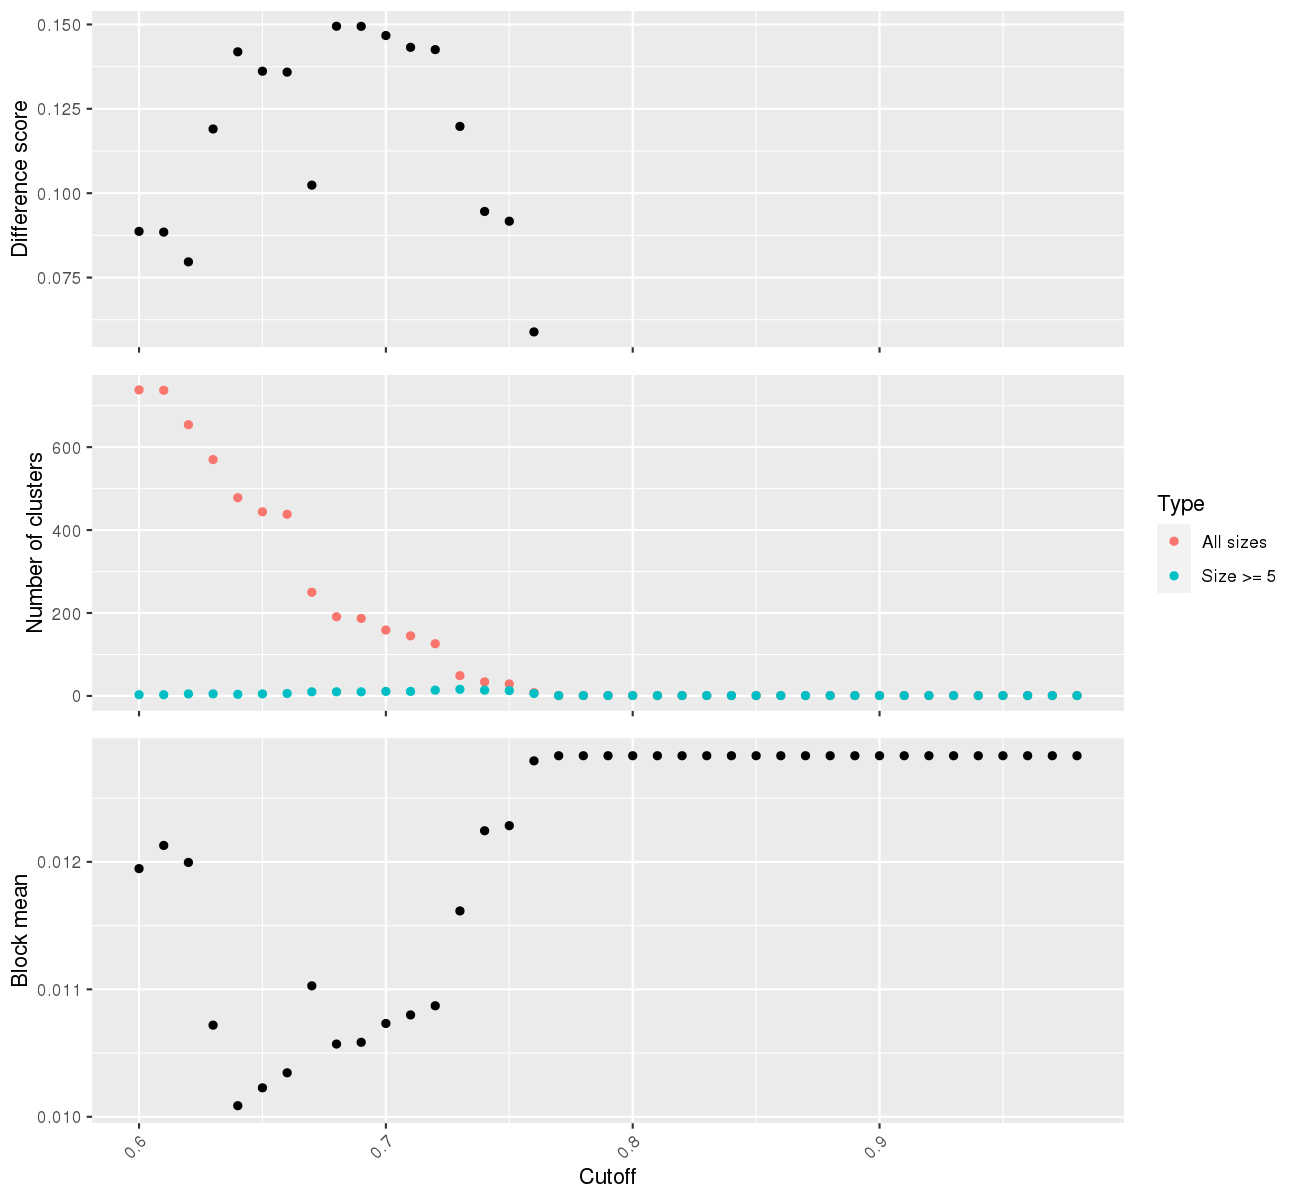 Difference score
0.150
0.125
0.100
0.075
Number of clusters
600
400
200
0
Type
All sizes
Size >= 5
Block mean
0.012
0.011
0.010
0.6
0.7
0.8
0.9
Cutoff